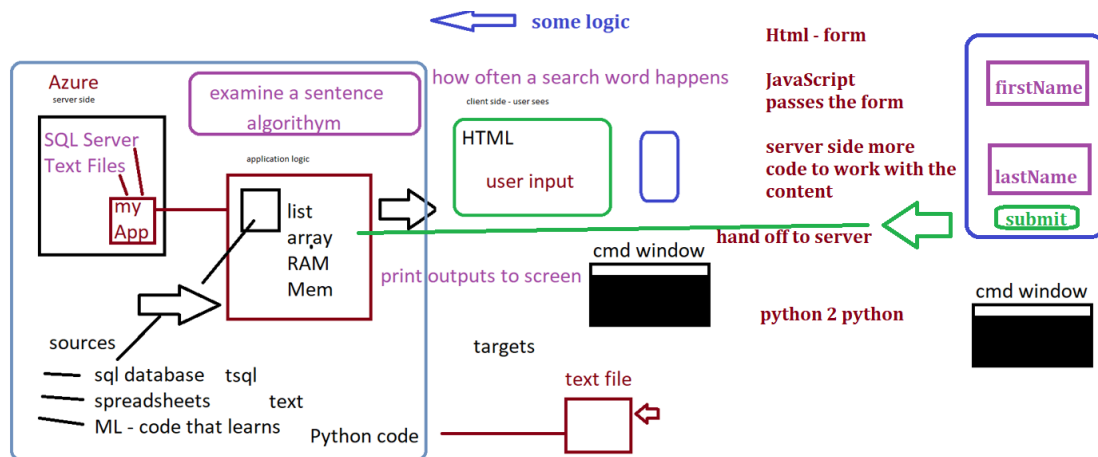 some logic
Html - form
Azure
server side
examine a sentence
algorithym
how often a search word happens
JavaScript
passes the form
firstName
client side - user sees
SQL Server
Text Files
HTML
user input
server side more
code to work with the
content
lastName
application logic
my
App
list
array
RAM
Mem
submit
hand off to server
print outputs to screen
cmd window
cmd window
python 2 python
sources
targets
sql database tsql
spreadsheets text
ML - code that learns
text file
Python code